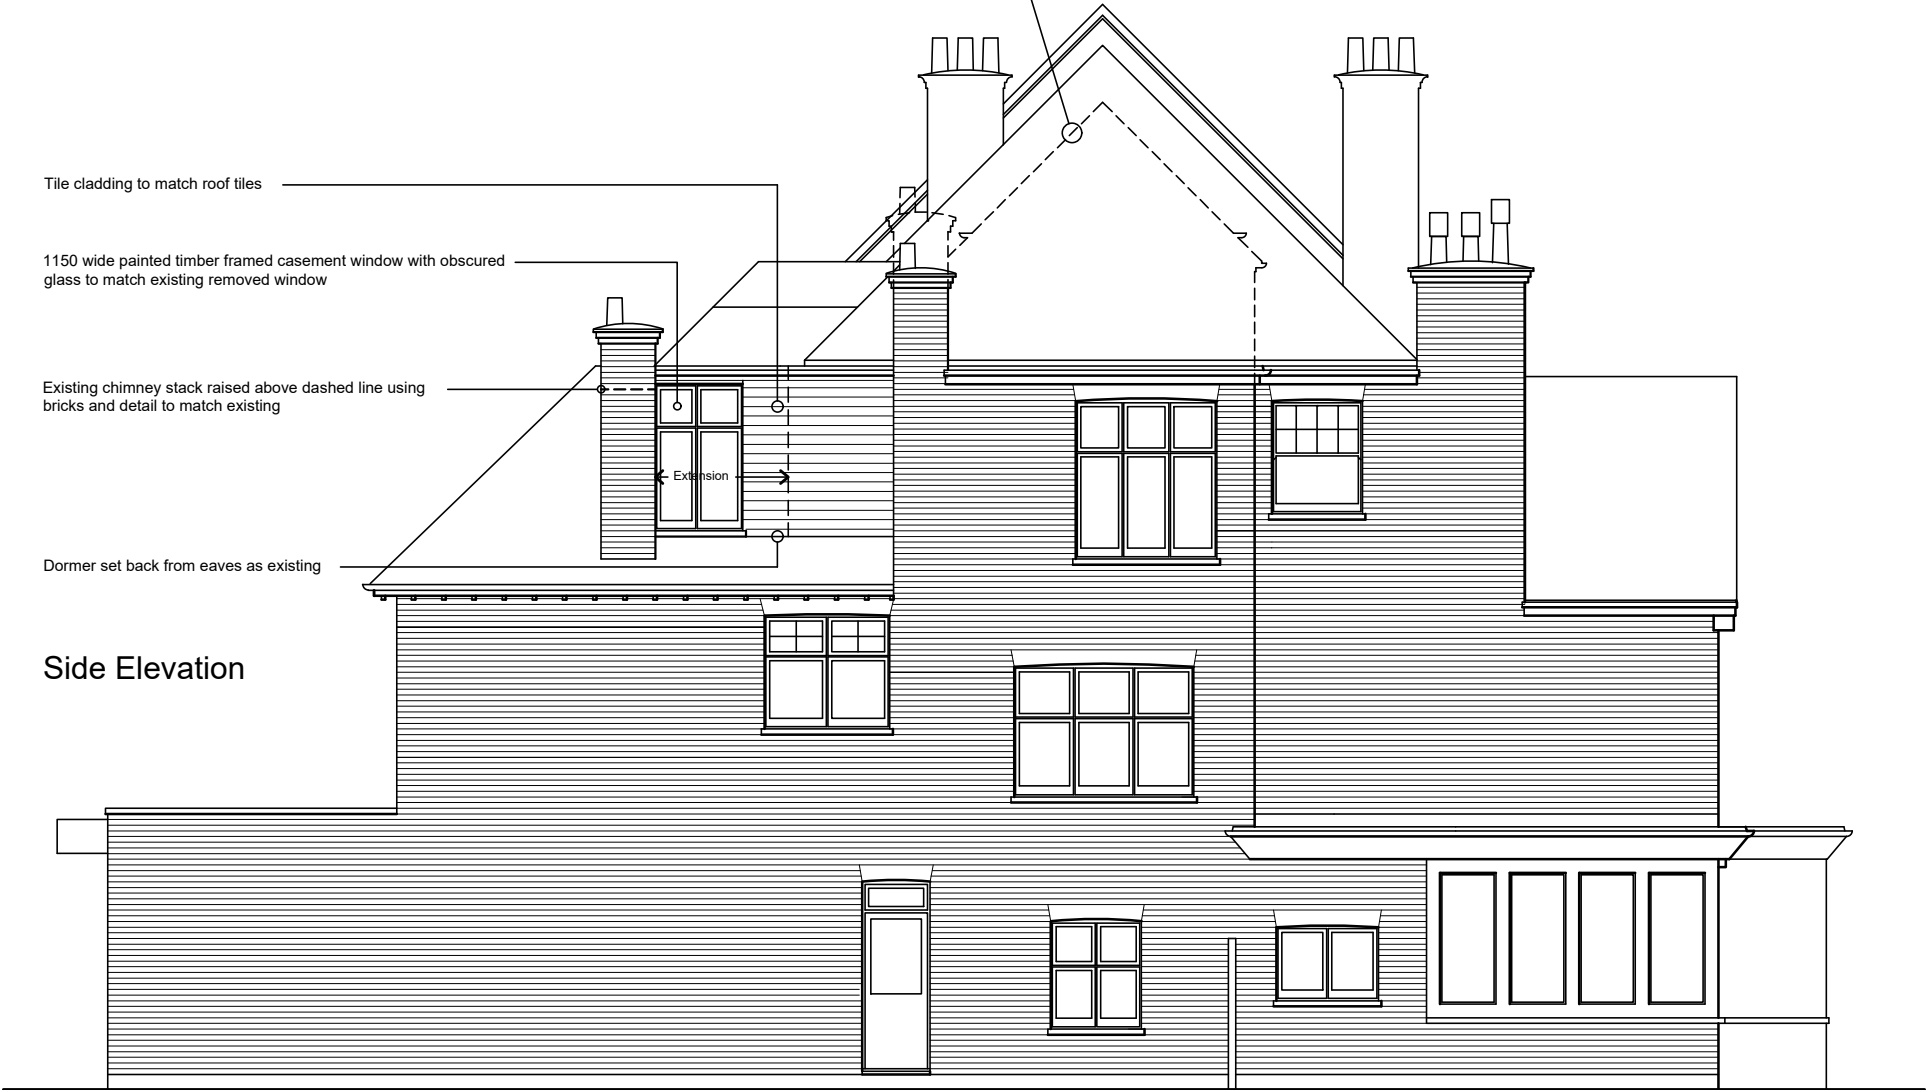 Tile cladding to match roof tiles
1150 wide painted timber framed casement window with obscured
glass to match existing removed window
Existing chimney stack raised above dashed line using
bricks and detail to match existing
Extension
Dormer set back from eaves as existing
Side Elevation